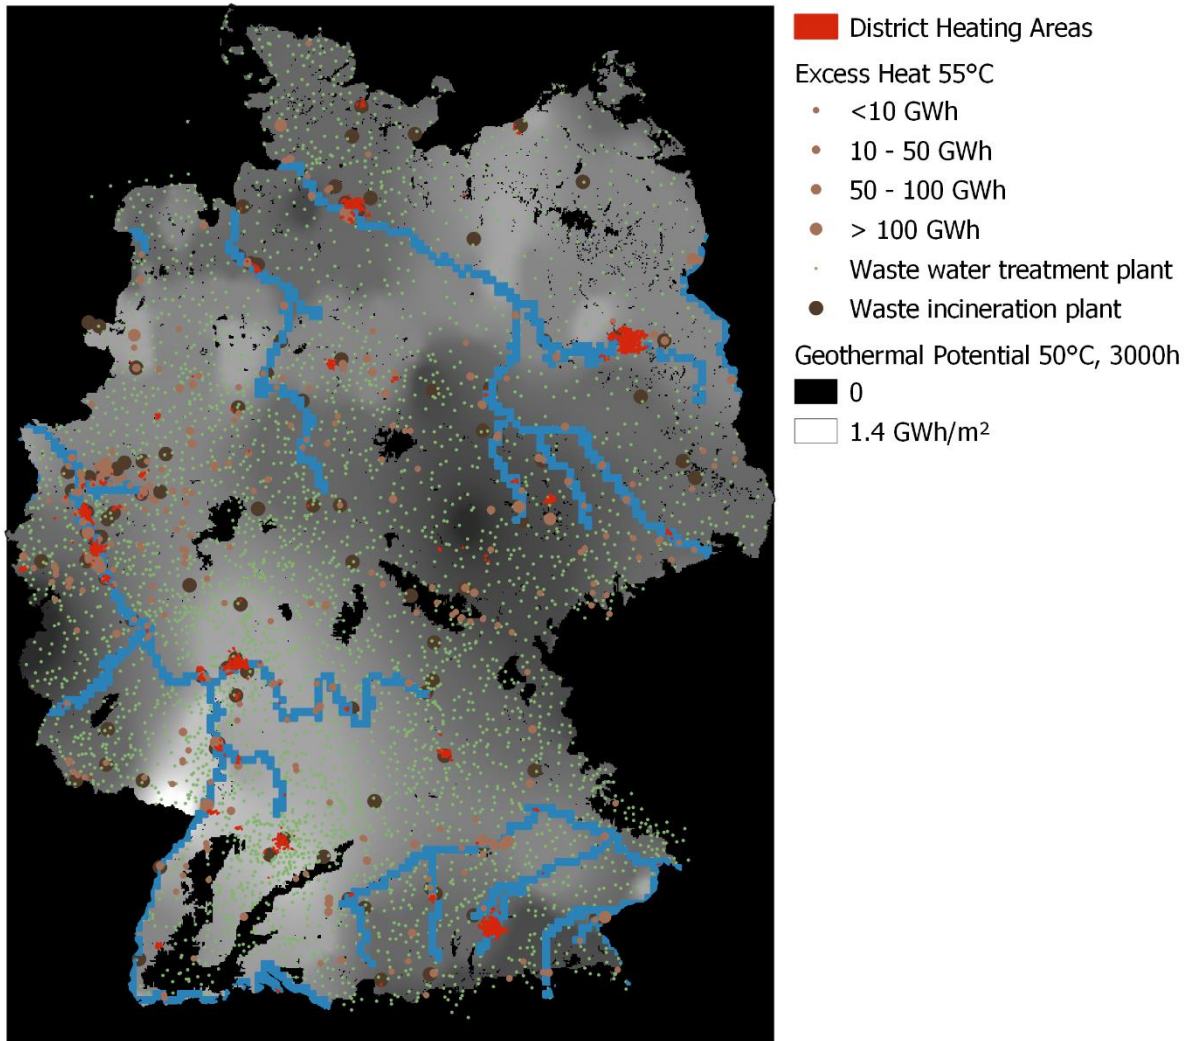 District Heating Areas
Excess Heat 55°C
<10 GWh
10 - 50 GWh
50 - 100 GWh
> 100 GWh
Waste water treatment plant
Waste incineration plant
Geothermal Potential 50°C, 3000h
0
1.4 GWh/m²